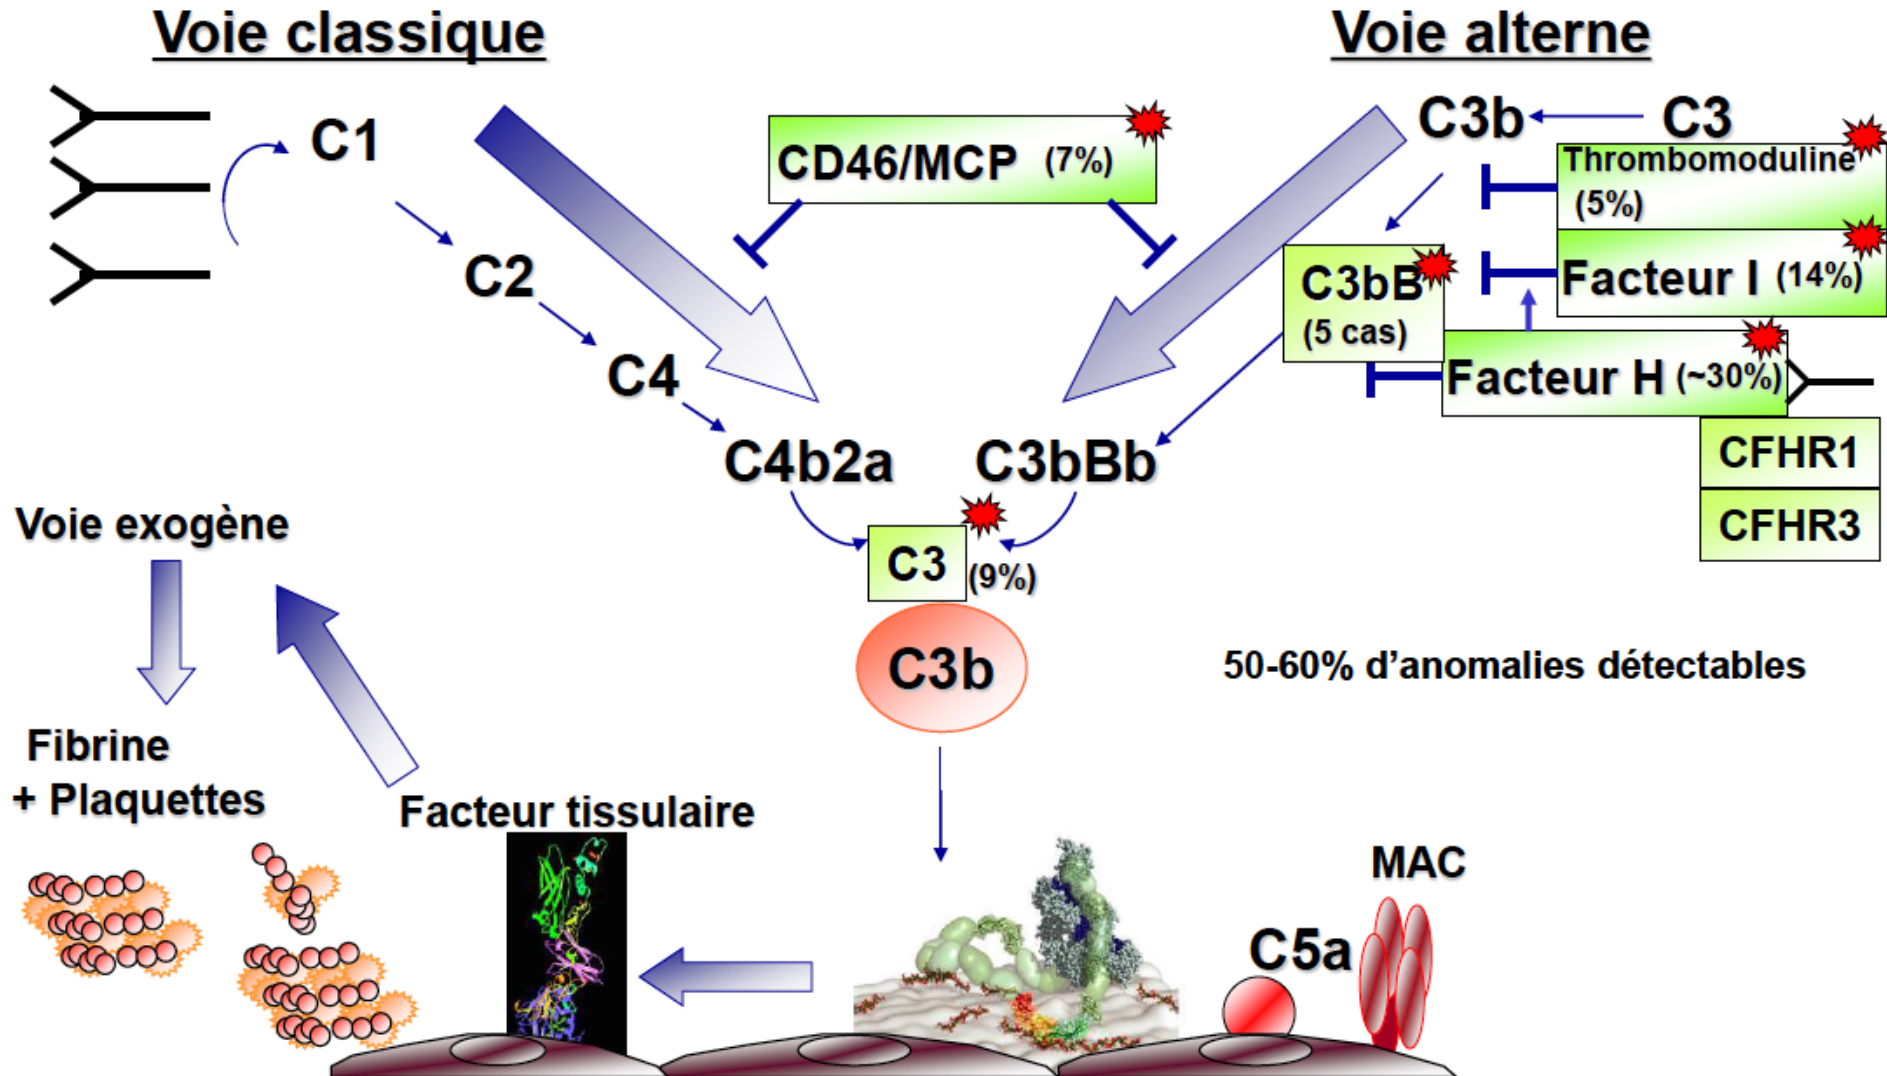 Voie classique
Voie alterne
C1
CD46/MCP (7%)
C3b
C3
Thrombomoduline
(5%)
C2
C3bB
(5 cas)
Facteur I (14%)
C4
Facteur H (~30%)
C4b2a
C3bBb
CFHR1
CFHR3
Voie exogène
C3
(9%)
C3b
50-60% d’anomalies détectables
Fibrine
+ Plaquettes
Facteur tissulaire
MAC
C5a